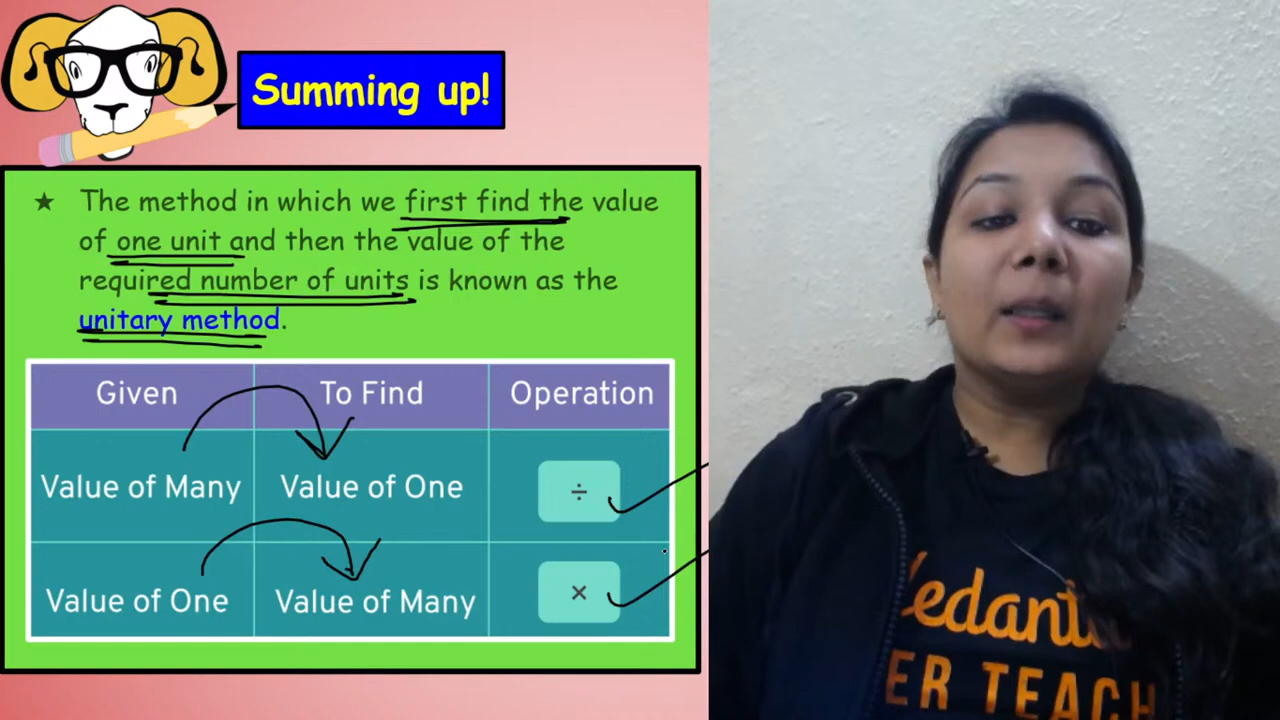 Summing up!
★ The method in which we first find the value
of one unit and then the value of the
required number of units is known as the
unitary method.
Given To Find Operation
Value of Many Value of One ÷
Value of One Value of Many ×
edant
ER TEACH